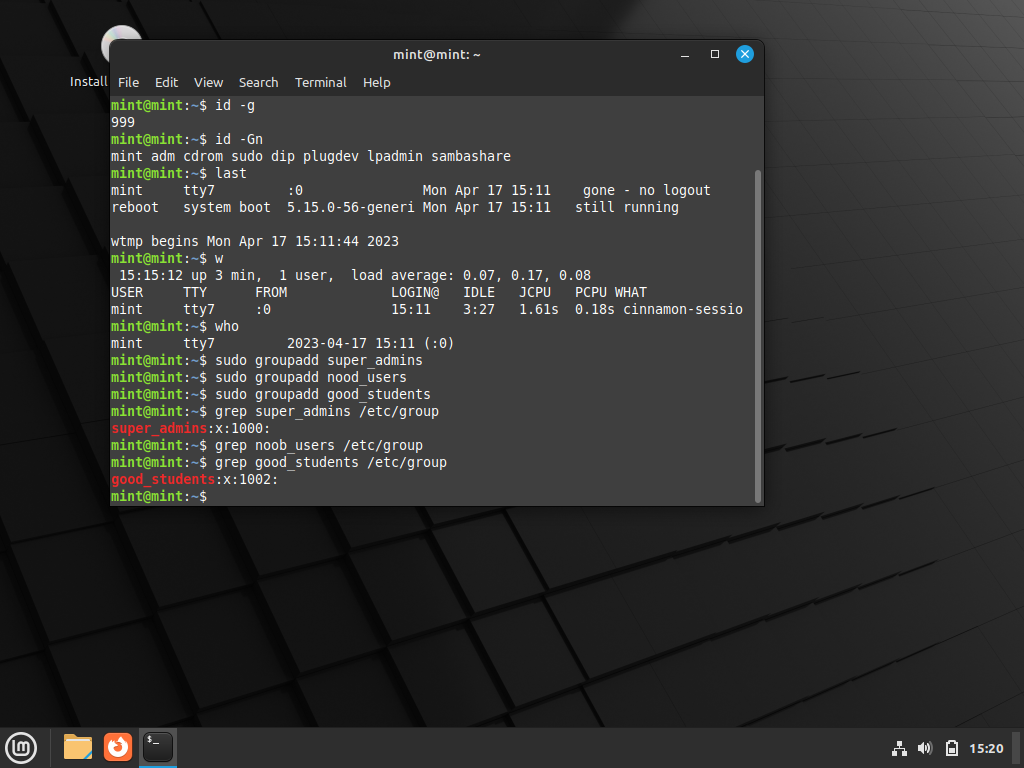 mint@mint: ~
Install
File Edit View Search Terminal Help
mint@mint:~$ id -g
999
mint@mint:~$ id -Gn
mint adm cdrom sudo dip plugdev lpadmin sambashare
mint@mint:~$ last
mint     tty7         :0               Mon Apr 17 15:11    gone - no logout
reboot   system boot  5.15.0-56-generi Mon Apr 17 15:11   still running
wtmp begins Mon Apr 17 15:11:44 2023
mint@mint:~$ w
 15:15:12 up 3 min,  1 user,  load average: 0.07, 0.17, 0.08
USER     TTY      FROM             LOGIN@   IDLE   JCPU   PCPU WHAT
mint     tty7     :0               15:11    3:27   1.61s  0.18s cinnamon-sessio
mint@mint:~$ who
mint     tty7         2023-04-17 15:11 (:0)
mint@mint:~$ sudo groupadd super_admins
mint@mint:~$ sudo groupadd nood_users
mint@mint:~$ sudo groupadd good_students
mint@mint:~$ grep super_admins /etc/group
super_admins:x:1000:
mint@mint:~$ grep noob_users /etc/group
mint@mint:~$ grep good_students /etc/group
good_students:x:1002:
mint@mint:~$
$_
15:20